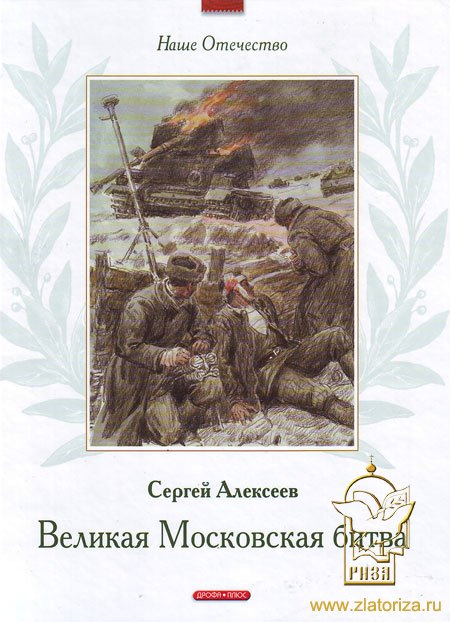 Наше Отечество
Сергей Алексеев
Великая Московская битва
РИЗА
ДРОФА • ПЛЮС
www.zlatoriza.ru